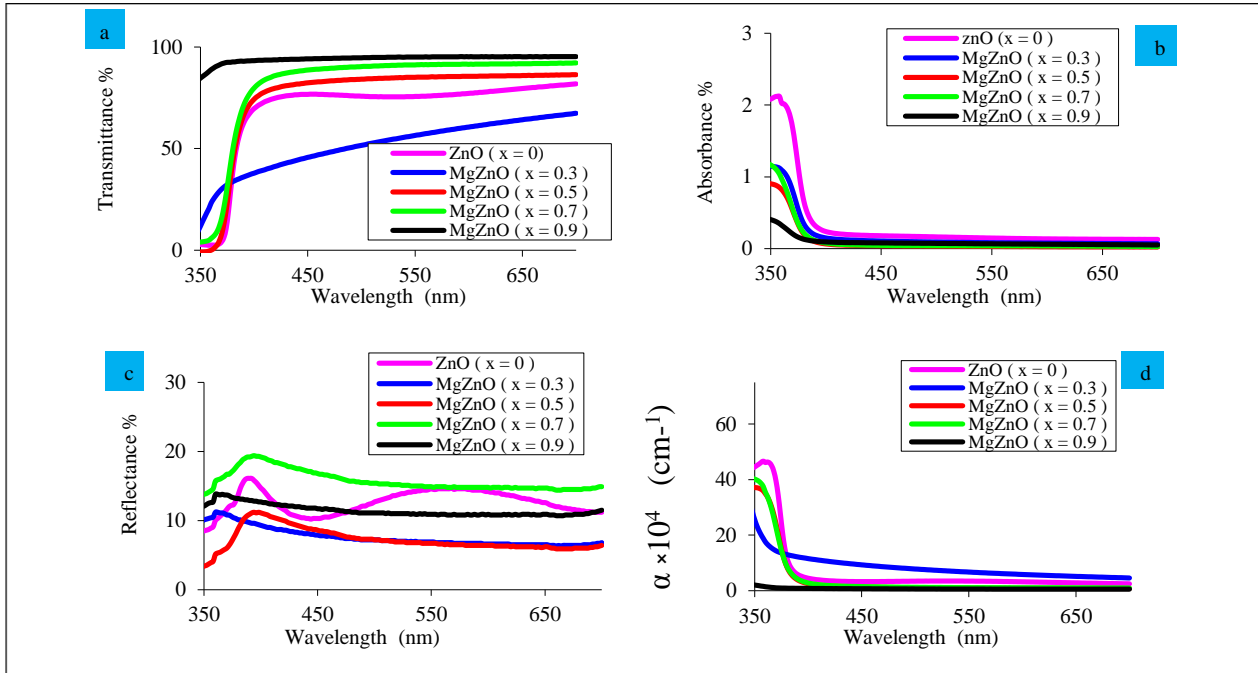 a
Transmittance %
100
50
0
350
450
550
650
Wavelength (nm)
ZnO ( x = 0)
MgZnO ( x = 0.3 )
MgZnO ( x = 0.5 )
MgZnO ( x = 0.7 )
MgZnO ( x = 0.9 )
b
Absorbance %
3
2
1
0
350
450
550
650
Wavelength (nm)
znO ( x = 0 )
MgZnO ( x = 0.3 )
MgZnO ( x = 0.5 )
MgZnO ( x = 0.7 )
MgZnO ( x = 0.9 )
c
Reflectance %
30
20
10
0
350
450
550
650
Wavelength (nm)
ZnO ( x = 0 )
MgZnO ( x = 0.3 )
MgZnO ( x = 0.5 )
MgZnO ( x = 0.7 )
MgZnO ( x = 0.9 )
d
α ×10⁴ (cm-¹)
60
40
20
0
350
450
550
650
Wavelength (nm)
ZnO ( x = 0 )
MgZnO ( x = 0.3 )
MgZnO ( x = 0.5 )
MgZnO ( x = 0.7 )
MgZnO ( x = 0.9 )